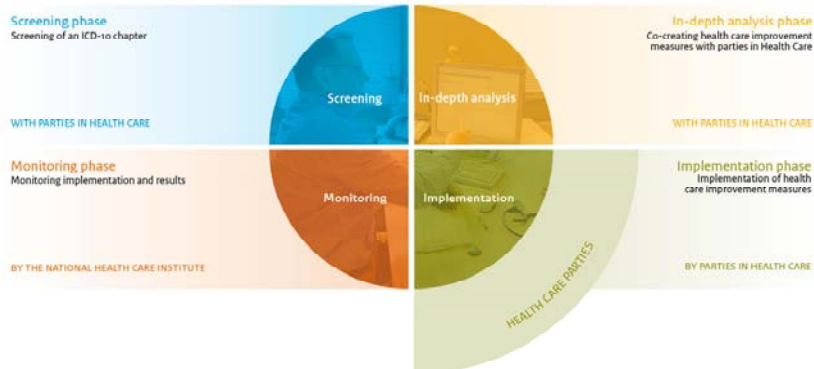 Screening phase
Screening of an ICD-10 chapter
WITH PARTIES IN HEALTH CARE
Screening
In-depth analysis phase
Co-creating health care improvement
measures with parties in Health Care
WITH PARTIES IN HEALTH CARE
In-depth analysis
Monitoring phase
Monitoring implementation and results
BY THE NATIONAL HEALTH CARE INSTITUTE
Monitoring
Implementation phase
Implementation of health
care improvement measures
BY PARTIES IN HEALTH CARE
Implementation
HEALTH CARE PARTIES